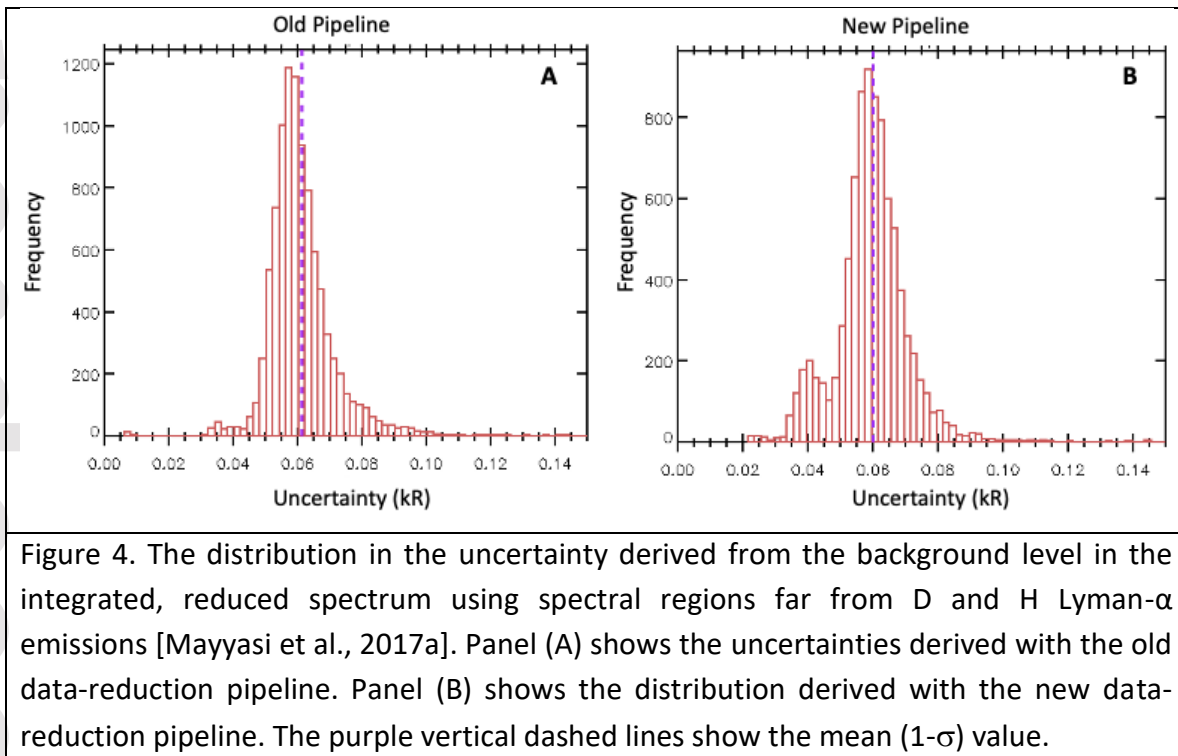 Old Pipeline
A
1200
1000
800
600
400
200
0
Frequency
0.00 0.02 0.04 0.06 0.08 0.10 0.12 0.14
Uncertainty (kR)
New Pipeline
B
800
600
400
200
0
Frequency
0.00 0.02 0.04 0.06 0.08 0.10 0.12 0.14
Uncertainty (kR)
Figure 4. The distribution in the uncertainty derived from the background level in the
integrated, reduced spectrum using spectral regions far from D and H Lyman-α
emissions [Mayyasi et al., 2017a]. Panel (A) shows the uncertainties derived with the old
data-reduction pipeline. Panel (B) shows the distribution derived with the new data-
reduction pipeline. The purple vertical dashed lines show the mean (1-σ) value.